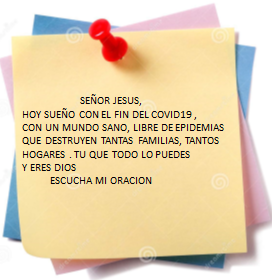 SEÑOR JESUS,
HOY SUEÑO CON EL FIN DEL COVID19 ,
CON UN MUNDO SANO, LIBRE DE EPIDEMIAS
QUE DESTRUYEN TANTAS FAMILIAS, TANTOS
HOGARES . TU QUE TODO LO PUEDES
Y ERES DIOS
ESCUCHA MI ORACION